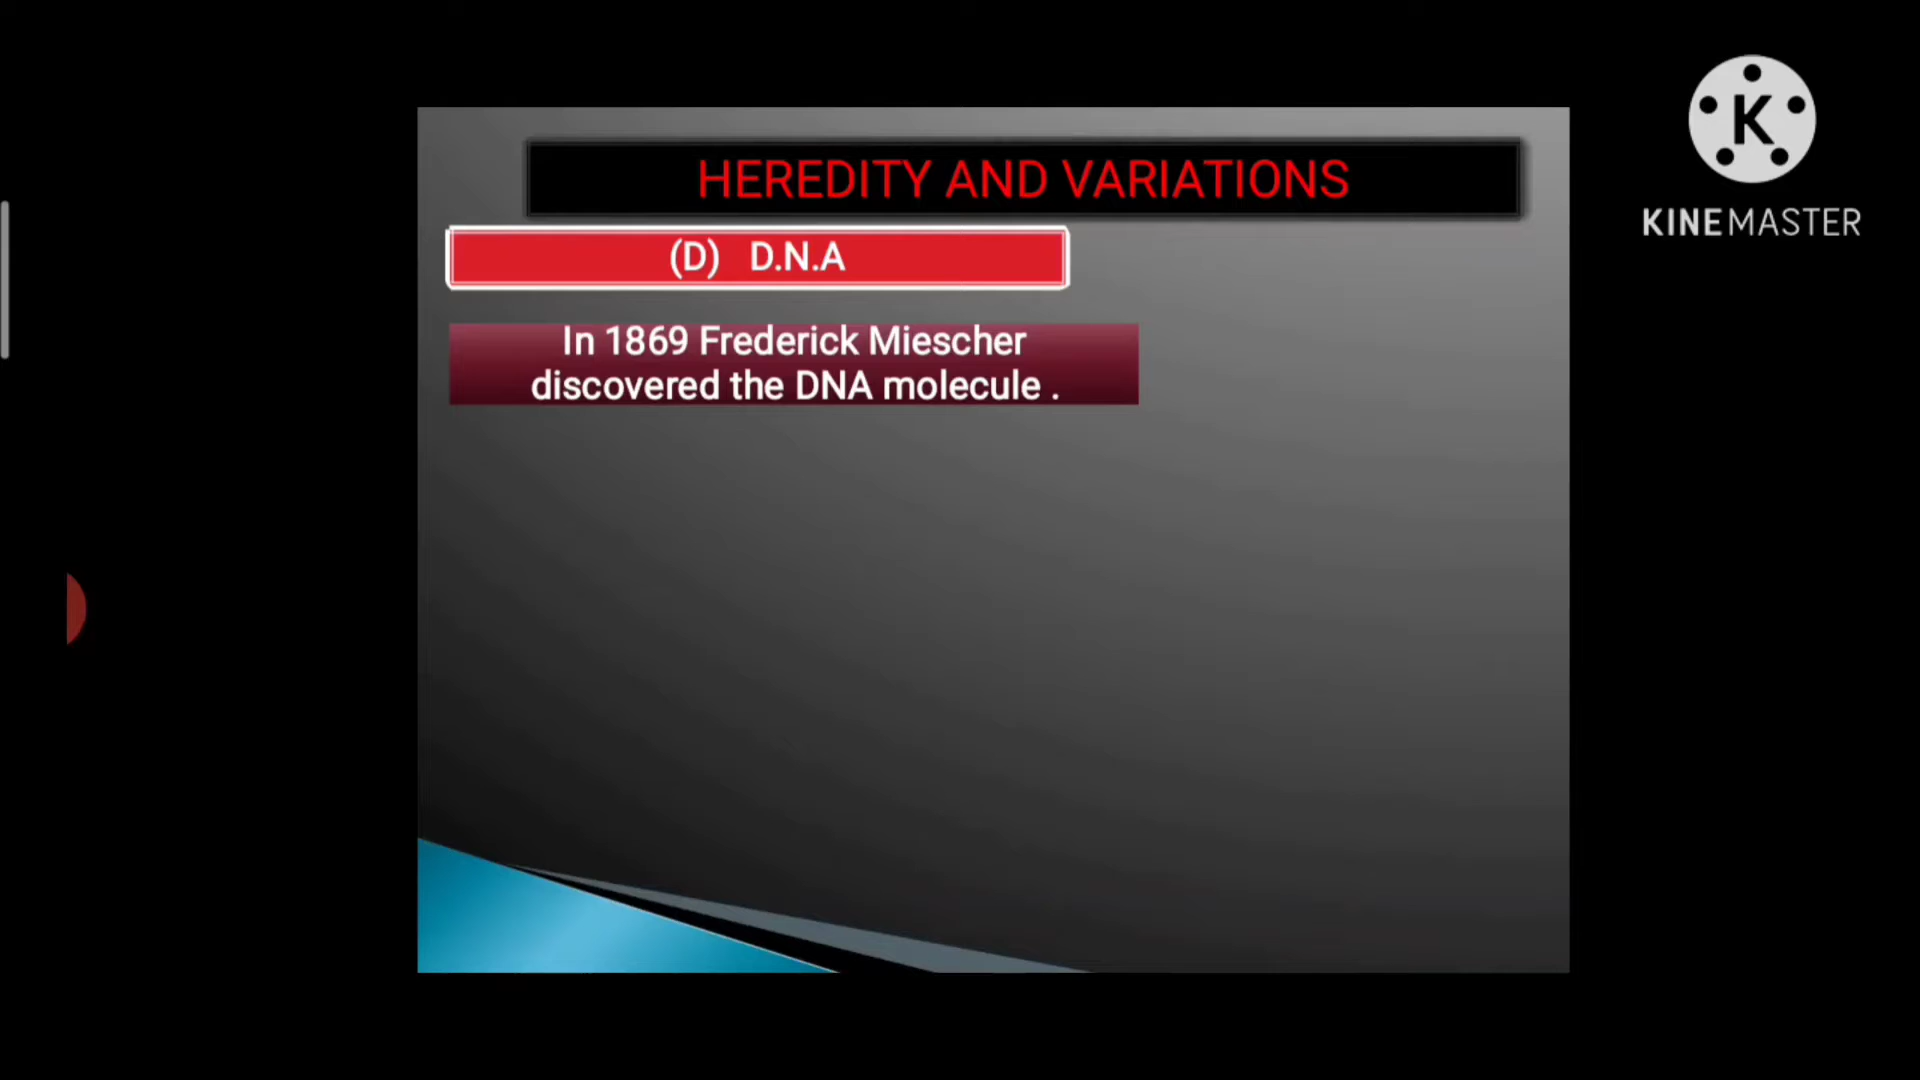 HEREDITY AND VARIATIONS
(D) D.N.A
In 1869 Frederick Miescher
discovered the DNA molecule .
K
KINEMASTER